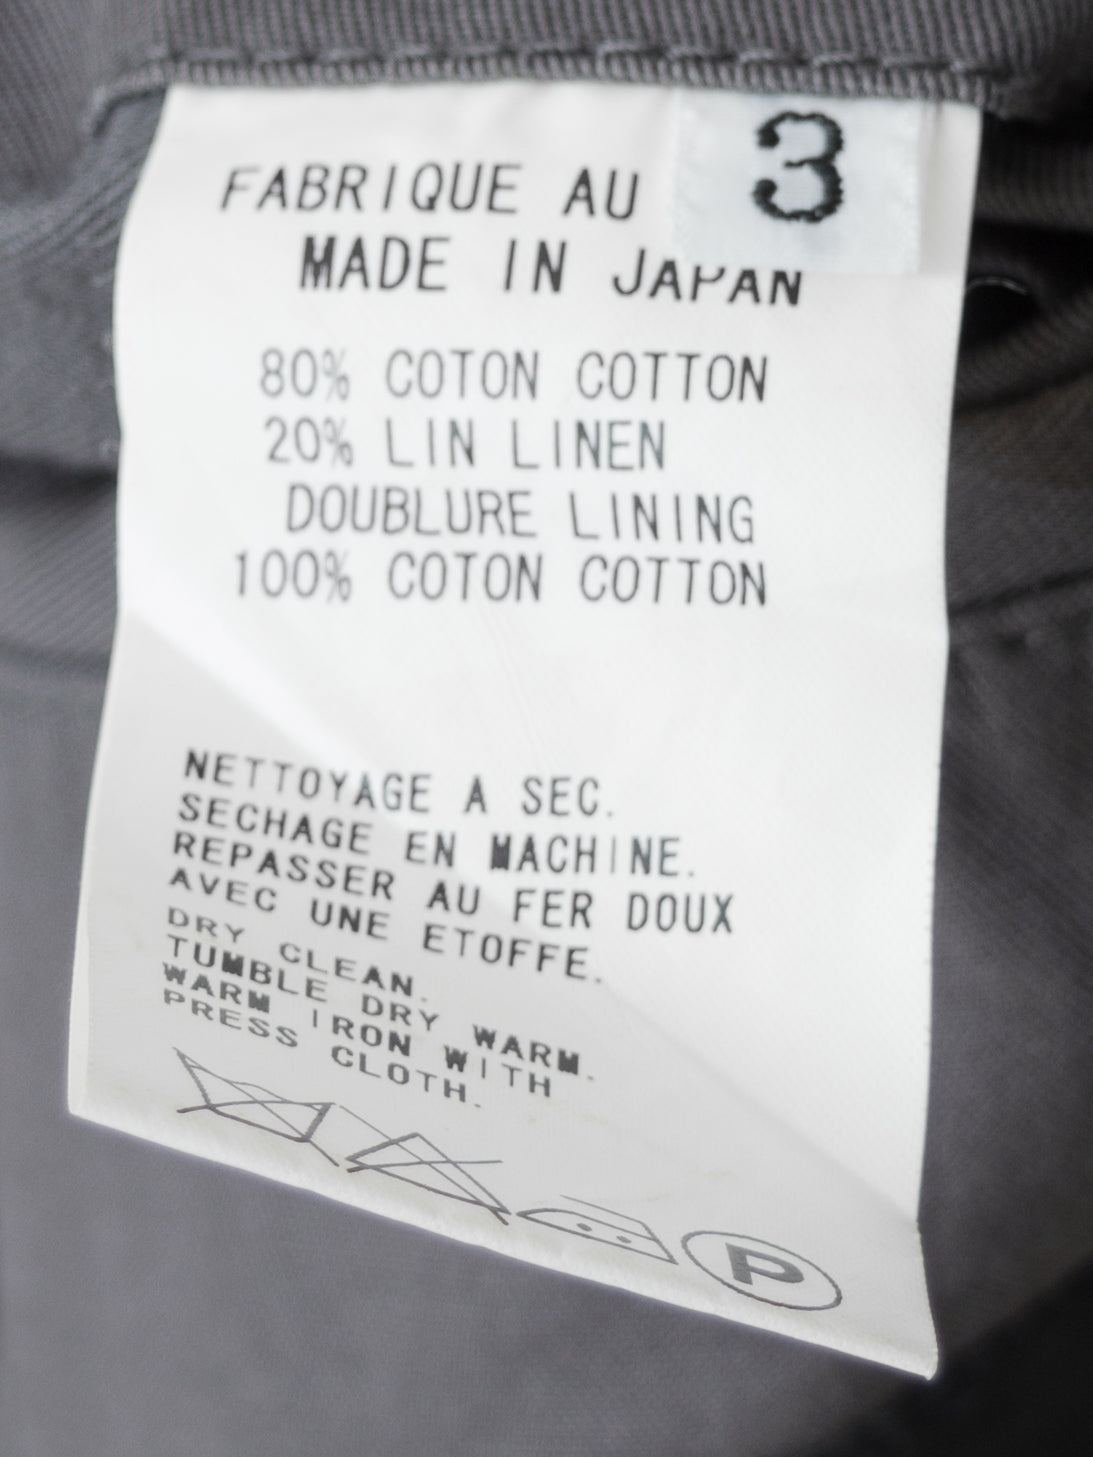 3
FABRIQUE AU
MADE IN JAPAN
80% COTON COTTON
20% LIN LINEN
DOUBLURE LINING
100% COTON COTTON
NETTOYAGE A SEC.
SECHAGE EN MACHINE.
REPASSER AU FER DOUX
AVEC UNE ETOFFE.
DRY CLEAN.
TUMBLE DRY WARM.
WARM IRON WITH
PRESS CLOTH.
P